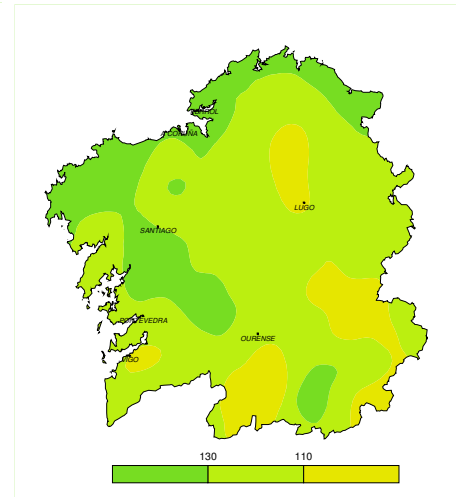 FERROL
A CORUÑA
LUGO
SANTIAGO
PONTEVEDRA
OURENSE
VIGO
130 110